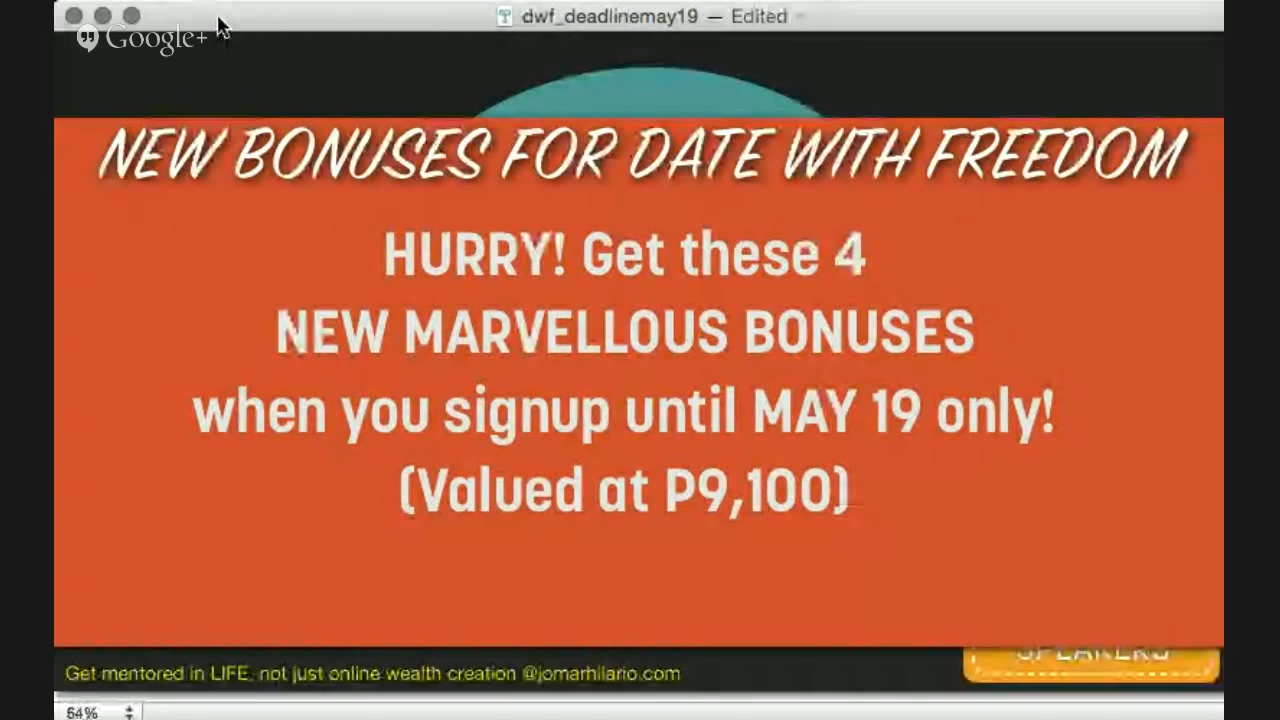 dwf_deadlinemay19 — Edited
Google+
NEW BONUSES FOR DATE WITH FREEDOM
HURRY! Get these 4
NEW MARVELLOUS BONUSES
when you signup until MAY 19 only!
(Valued at P9,100)
SPEAKERS
Get mentored in LIFE, not just online wealth creation @jomarhilario.com
64%